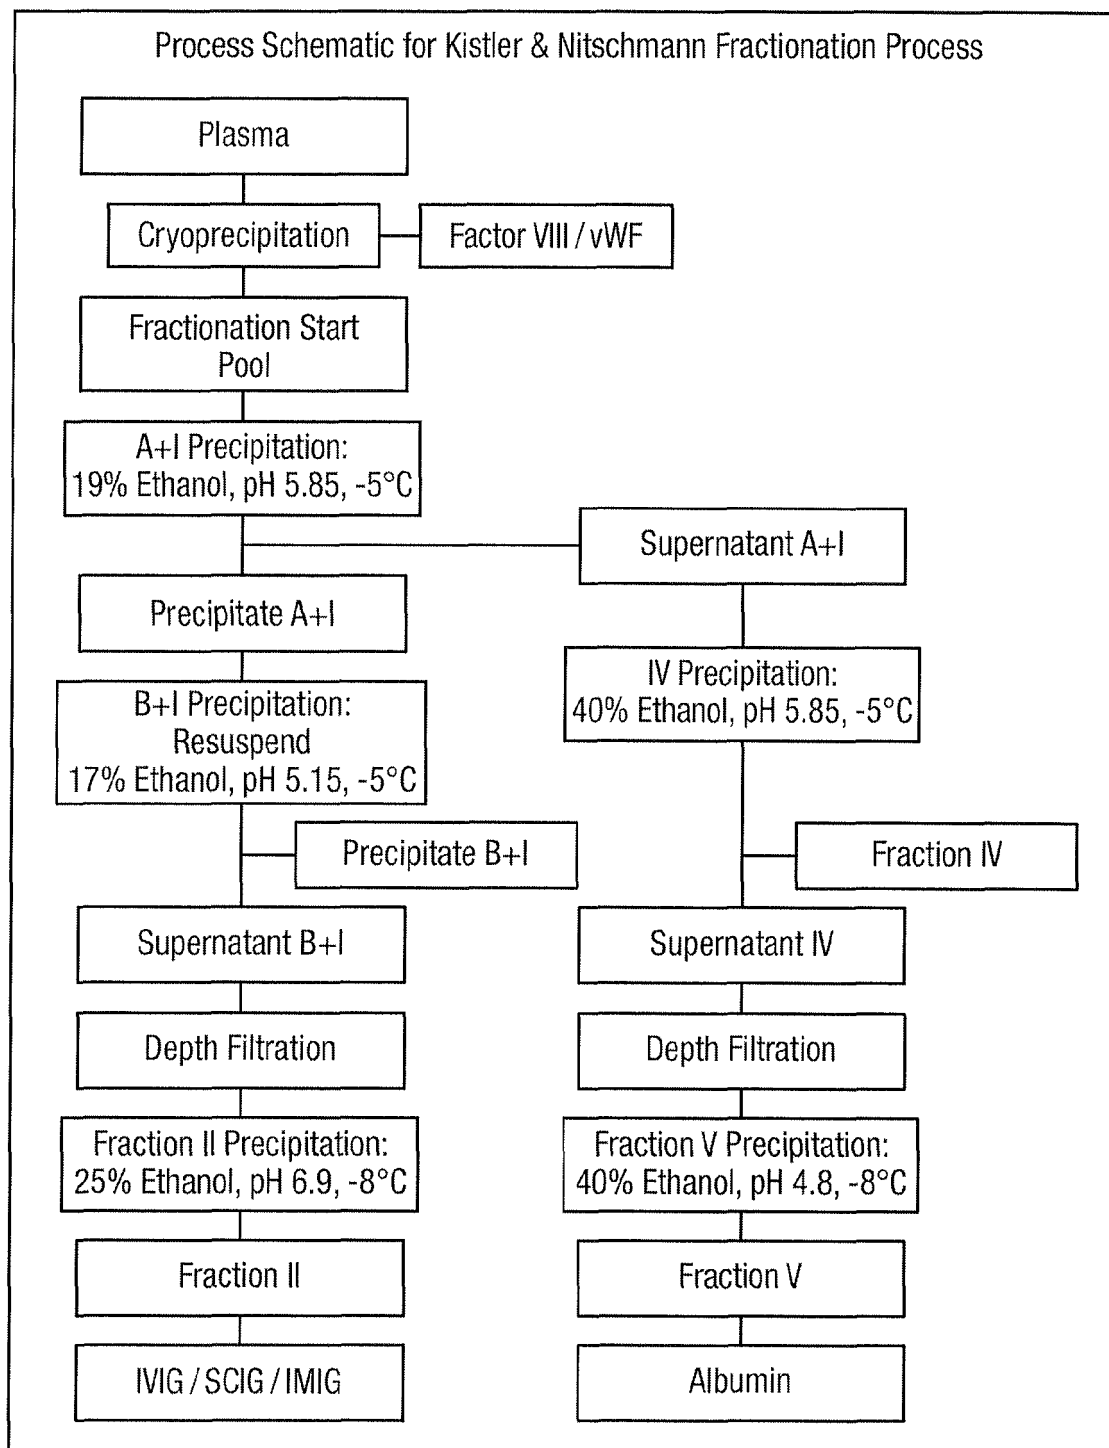 Process Schematic for Kistler & Nitschmann Fractionation Process
Plasma
Cryoprecipitation
Factor VIII / vWF
Fractionation Start
Pool
A+I Precipitation:
19% Ethanol, pH 5.85, -5°C
Supernatant A+I
Precipitate A+I
IV Precipitation:
40% Ethanol, pH 5.85, -5°C
B+I Precipitation:
Resuspend
17% Ethanol, pH 5.15, -5°C
Precipitate B+I
Fraction IV
Supernatant B+I
Supernatant IV
Depth Filtration
Depth Filtration
Fraction II Precipitation:
25% Ethanol, pH 6.9, -8°C
Fraction V Precipitation:
40% Ethanol, pH 4.8, -8°C
Fraction II
Fraction V
IVIG / SCIG / IMIG
Albumin